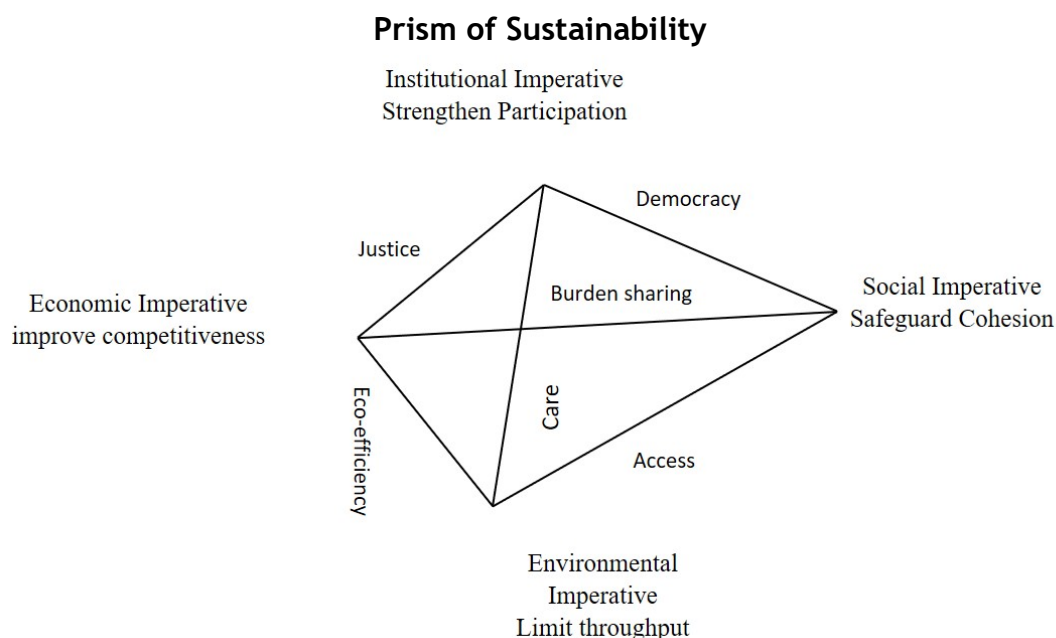 Prism of Sustainability
Institutional Imperative
Strengthen Participation
Democracy
Justice
Burden sharing
Economic Imperative
improve competitiveness
Social Imperative
Safeguard Cohesion
Eco-efficiency
Care
Access
Environmental
Imperative
Limit throughput